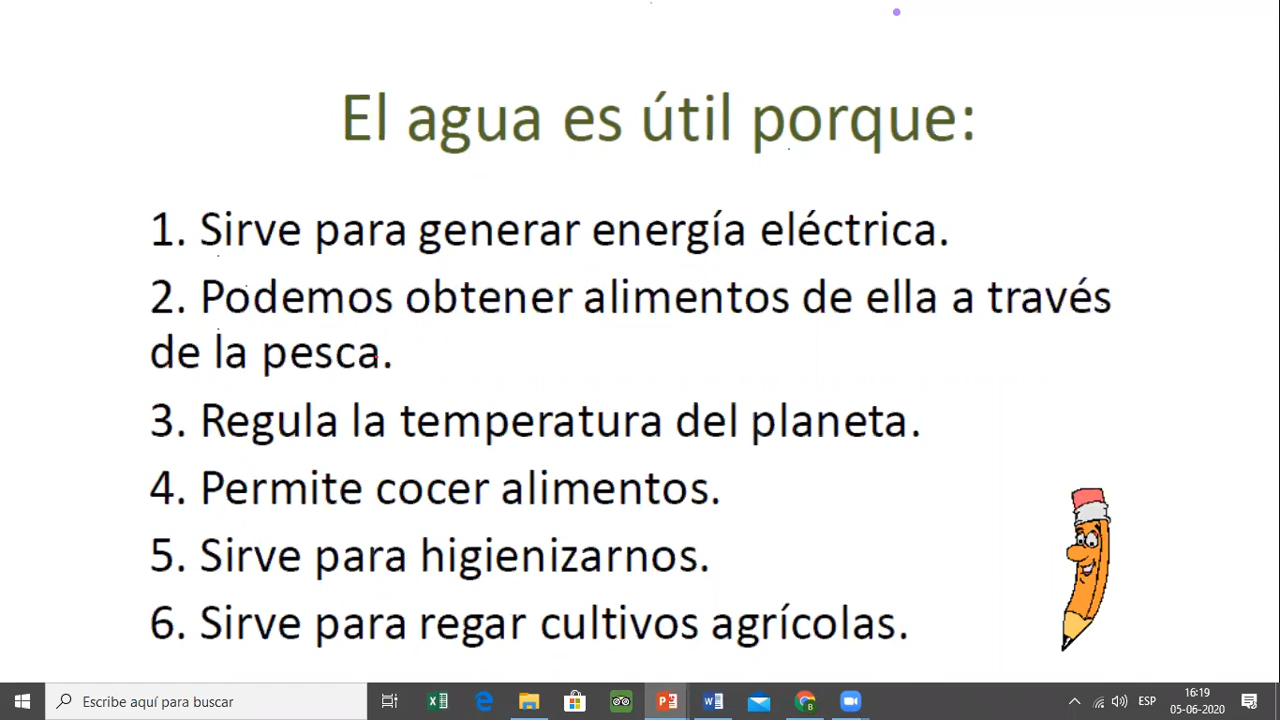 El agua es útil porque:
1. Sirve para generar energía eléctrica.
2. Podemos obtener alimentos de ella a través
de la pesca.
3. Regula la temperatura del planeta.
4. Permite cocer alimentos.
5. Sirve para higienizarnos.
6. Sirve para regar cultivos agrícolas.
Escribe aquí para buscar
ESP
16:19
05-06-2020